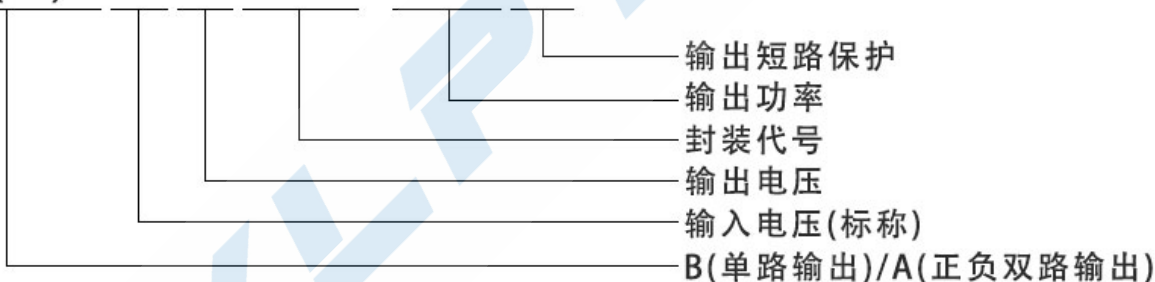 输出短路保护
输出功率
封装代号
输出电压
输入电压(标称)
B(单路输出)/A(正负双路输出)